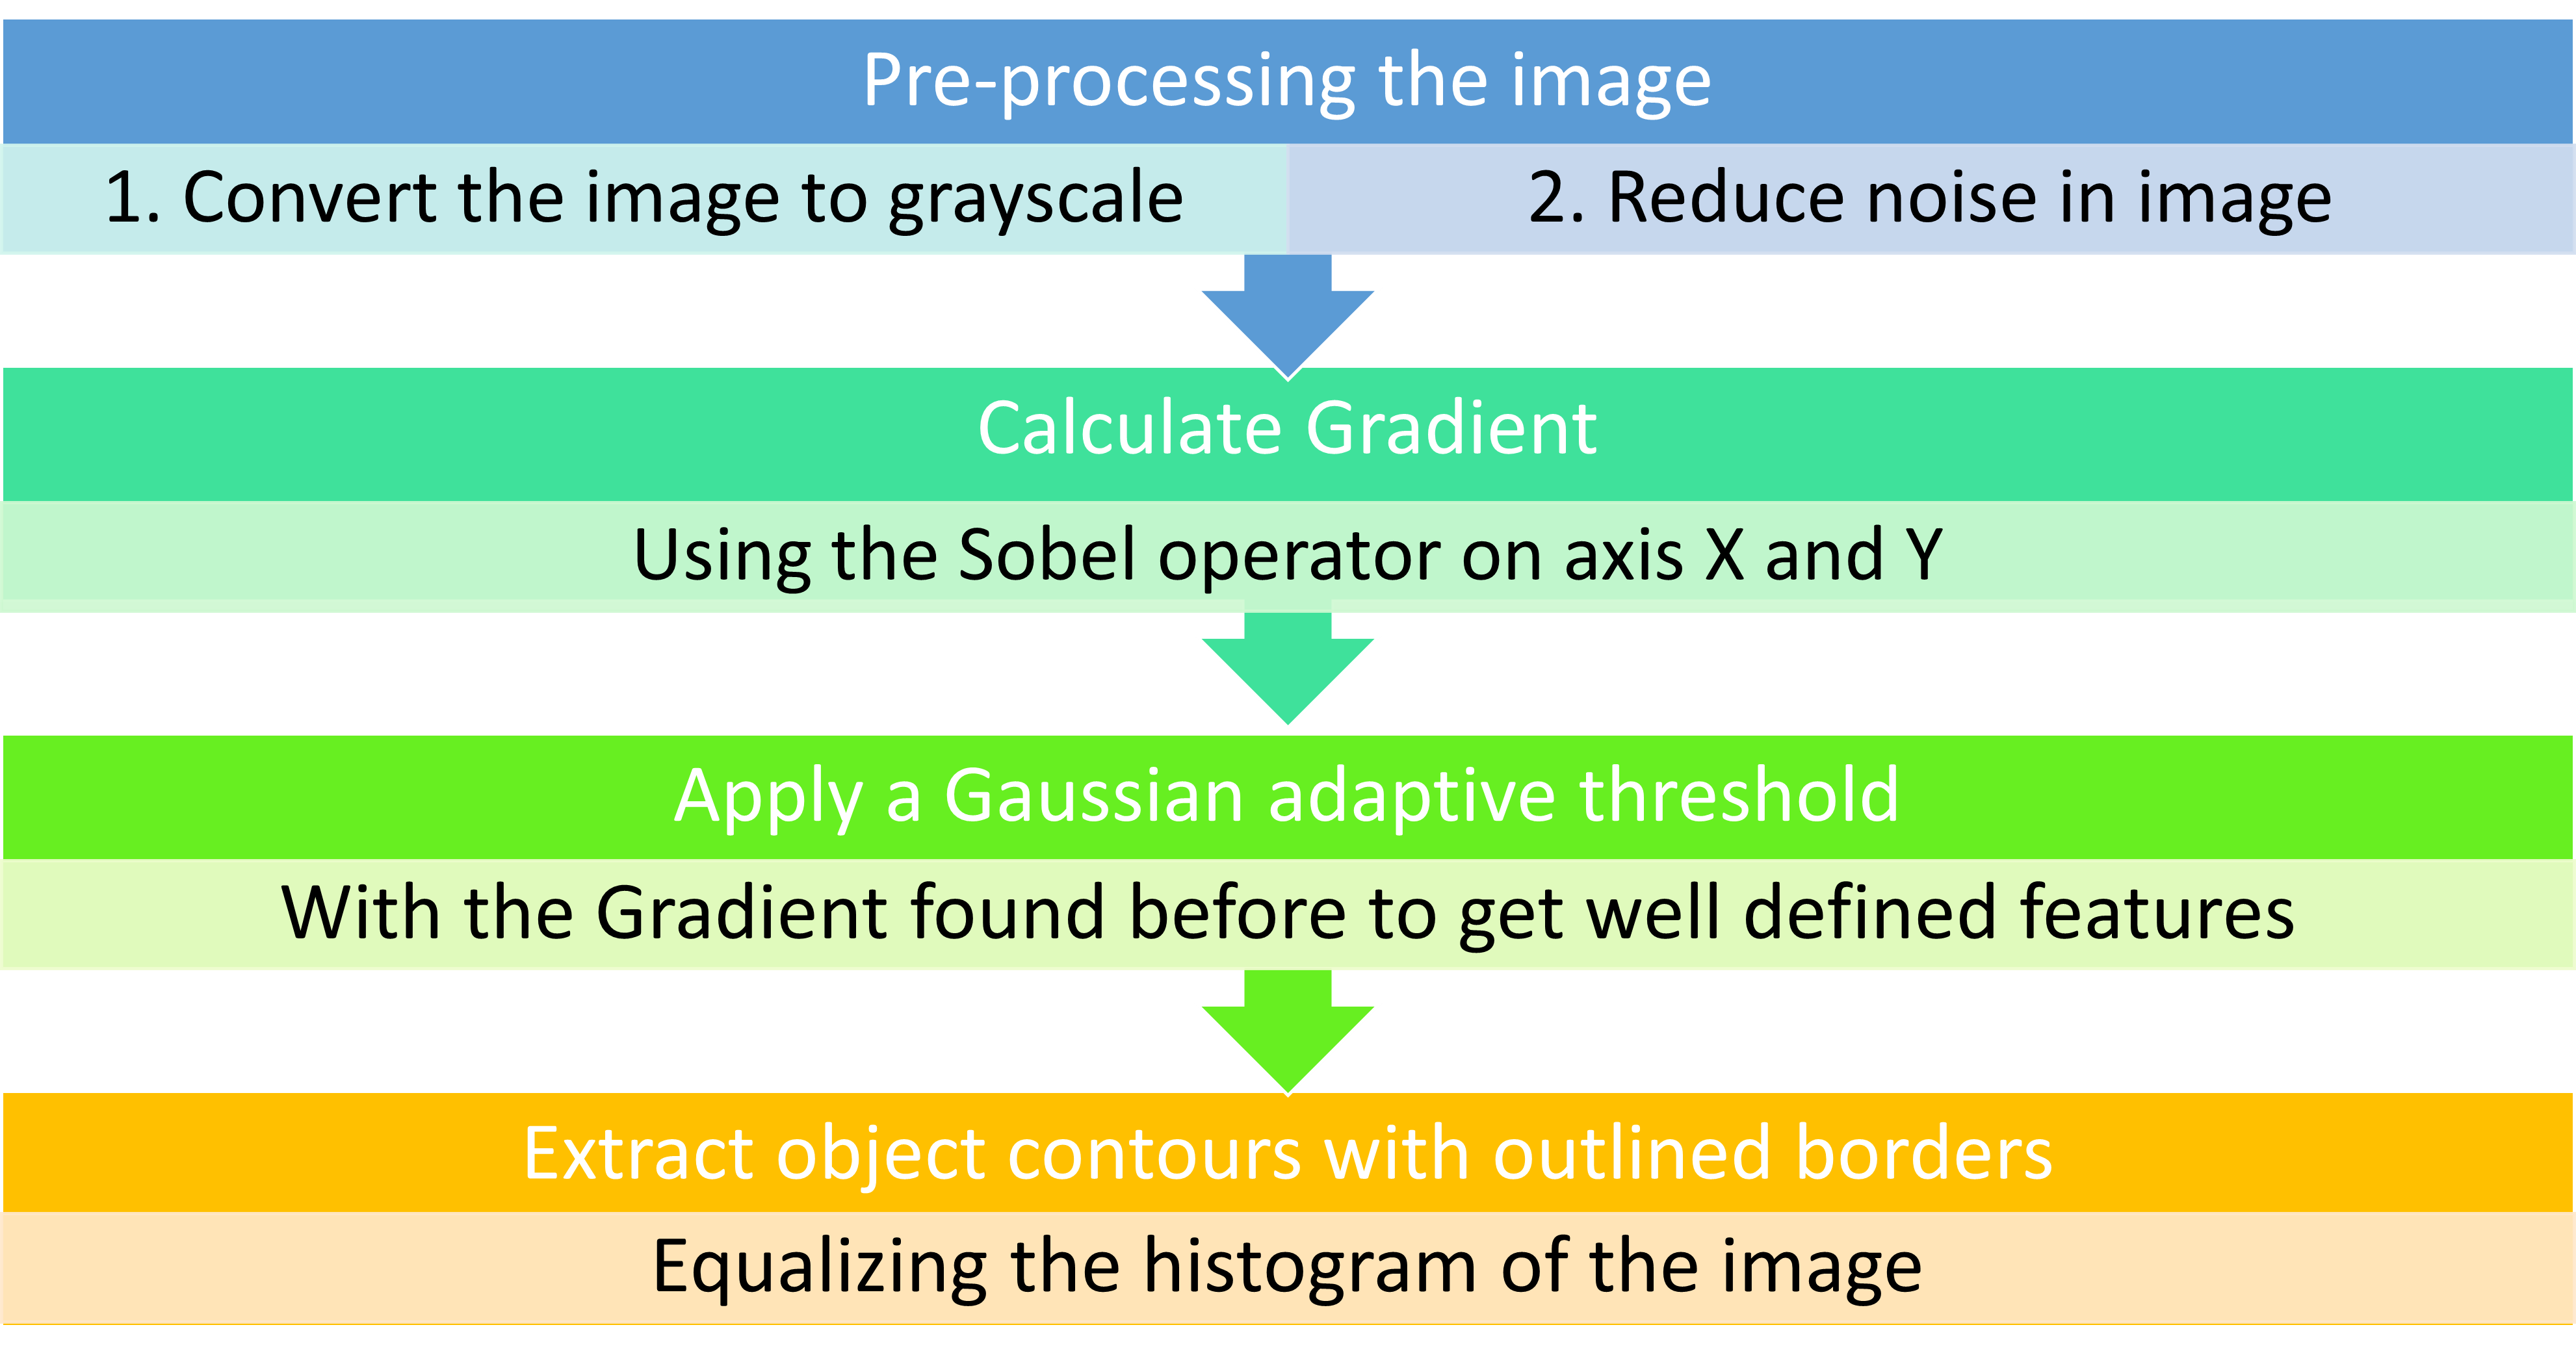 Pre-processing the image
1. Convert the image to grayscale
2. Reduce noise in image
Calculate Gradient
Using the Sobel operator on axis X and Y
Apply a Gaussian adaptive threshold
With the Gradient found before to get well defined features
Extract object contours with outlined borders
Equalizing the histogram of the image